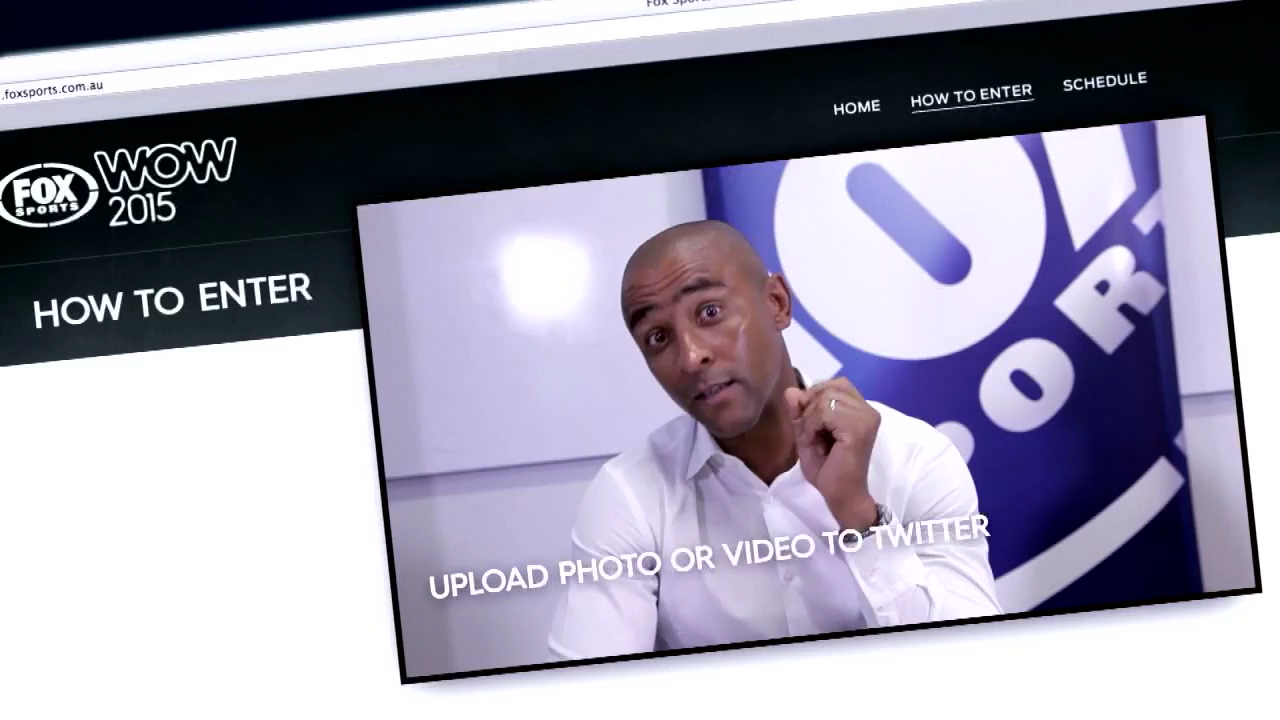 Fox Sports
.foxsports.com.au
HOME
HOW TO ENTER
SCHEDULE
FOX
SPORTS
WOW
2015
HOW TO ENTER
UPLOAD PHOTO OR VIDEO TO TWITTER